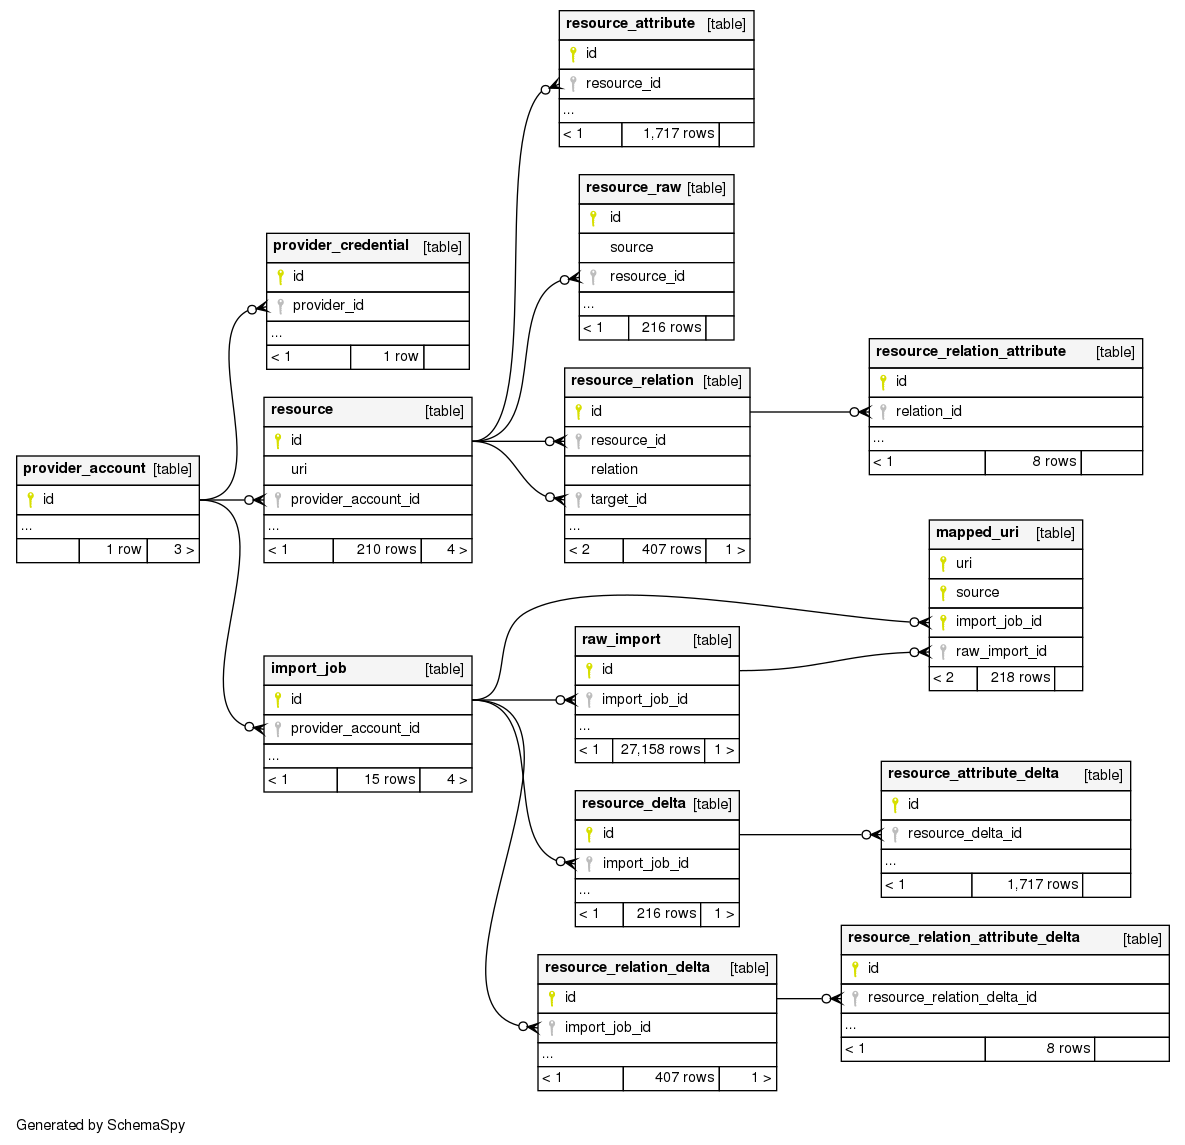 resource_attribute [table]
id
resource_id
...
< 1 1,717 rows
resource_raw [table]
id
source
resource_id
...
< 1 216 rows
provider_credential [table]
id
provider_id
...
< 1 1 row
resource_relation_attribute [table]
id
relation_id
...
< 1 8 rows
resource_relation [table]
id
resource_id
relation
target_id
...
< 2 407 rows 1 >
resource [table]
id
uri
provider_account_id
...
< 1 210 rows 4 >
provider_account [table]
id
...
1 row 3 >
mapped_uri [table]
uri
source
import_job_id
raw_import_id
< 2 218 rows
raw_import [table]
id
import_job_id
...
< 1 27,158 rows 1 >
import_job [table]
id
provider_account_id
...
< 1 15 rows 4 >
resource_attribute_delta [table]
id
resource_delta_id
...
< 1 1,717 rows
resource_delta [table]
id
import_job_id
...
< 1 216 rows 1 >
resource_relation_attribute_delta [table]
id
resource_relation_delta_id
...
< 1 8 rows
resource_relation_delta [table]
id
import_job_id
...
< 1 407 rows 1 >
Generated by SchemaSpy